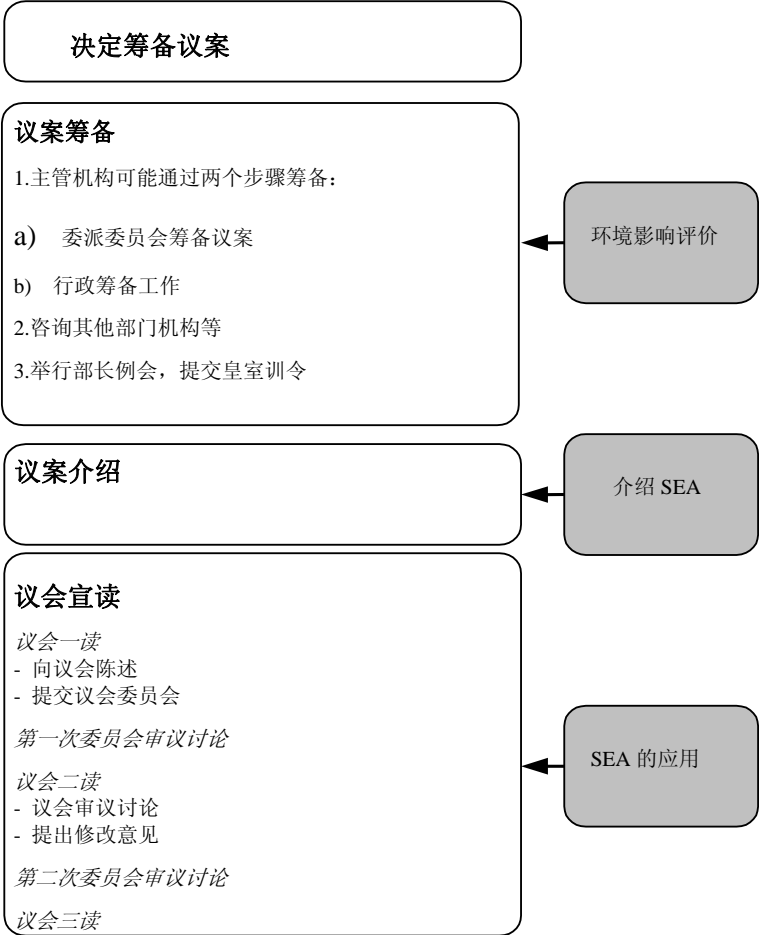 决定筹备议案
议案筹备
1.主管机构可能通过两个步骤筹备：
a) 委派委员会筹备议案
b) 行政筹备工作
2.咨询其他部门机构等
3.举行部长例会，提交皇室训令
环境影响评价
议案介绍
介绍 SEA
议会宣读
议会一读
- 向议会陈述
- 提交议会委员会
第一次委员会审议讨论
议会二读
- 议会审议讨论
- 提出修改意见
第二次委员会审议讨论
议会三读
SEA 的应用